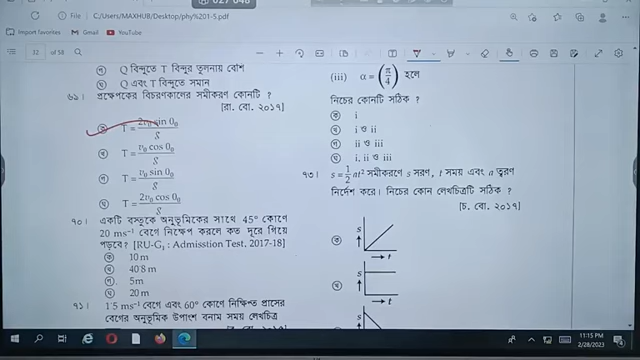 File | C:/Users/MAXHUB/Desktop/phy%201-5.pdf
Import favorites Gmail YouTube
32 of 58
গ Q বিন্দুতে T বিন্দুর তুলনায় বেশি
ঘ Q এবং T বিন্দুতে সমান
৬৯। প্রক্ষেপকের বিচরণকালের সমীকরণ কোনটি ?
[রা. বো. ২০১৭]
ক T = 2v₀ sin θ₀ / g
খ T = v₀ cos θ₀ / g
গ T = v₀ sin θ₀ / g
ঘ T = 2v₀ cos θ₀ / g
৭০। একটি বস্তুকে অনুভূমিকের সাথে 45° কোণে
20 ms⁻¹ বেগে নিক্ষেপ করলে কত দূরে গিয়ে
পড়বে? [RU-G₁ : Admisstion Test. 2017-18]
ক 10 m
খ 40·8 m
গ 5m
ঘ 20 m
৭১। 1·5 ms⁻¹ বেগে এবং 60° কোণে নিক্ষিপ্ত প্রাসের
বেগের অনুভূমিক উপাংশ বনাম সময় লেখচিত্র
(iii) α = (π/4) হলে
নিচের কোনটি সঠিক ?
ক i
খ i ও ii
গ ii ও iii
ঘ i, ii ও iii
৭৩। s = ½ at² সমীকরণে s সরণ, t সময় এবং a ত্বরণ
নির্দেশ করে। নিচের কোন লেখচিত্রটি সঠিক ?
[চ. বো. ২০১৭]
ক s t
খ s t
s
11:15 PM
2/28/2023